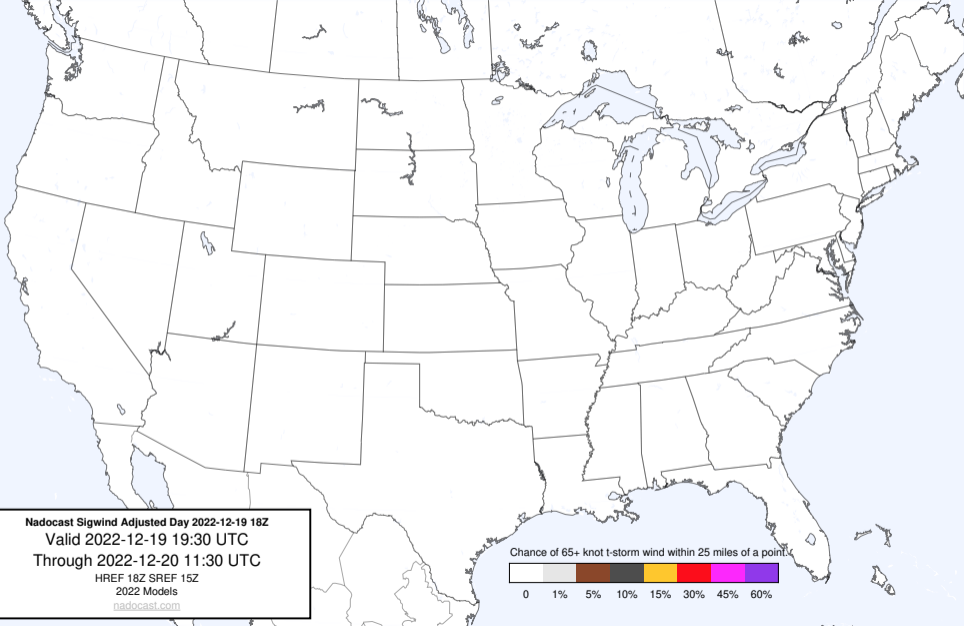 Nadocast Sigwind Adjusted Day 2022-12-19 18Z
Valid 2022-12-19 19:30 UTC
Through 2022-12-20 11:30 UTC
HREF 18Z SREF 15Z
2022 Models
nadocast.com
Chance of 65+ knot t-storm wind within 25 miles of a point.
0 1% 5% 10% 15% 30% 45% 60%